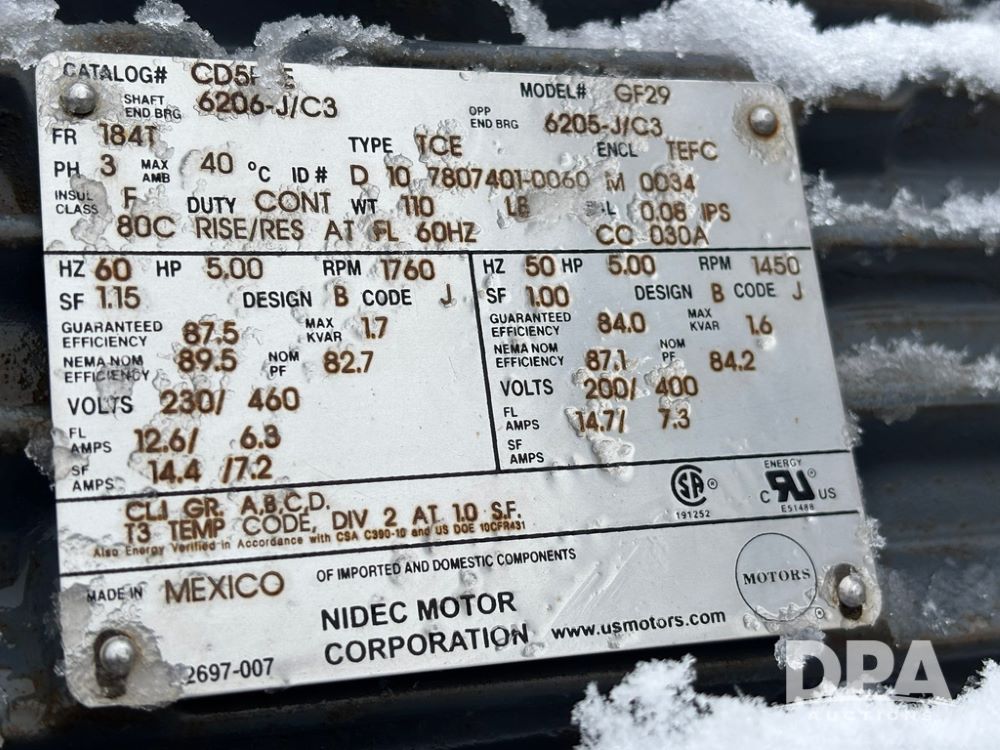 CATALOG# MODEL# GF29
SHAFT END BRG 6206-J/C3 OPP END BRG 6205-J/C3
FR 184T TYPE TCE ENCL TEFC
PH 3 MAX AMB 40 °C ID# D 10 7807401-0060 M 0034
INSUL CLASS F DUTY CONT WT 110 LB 0.08 IPS
80C RISE/RES AT FL 60HZ CC 030A
HZ 60 HP 5.00 RPM 1760
SF 1.15 DESIGN B CODE J
GUARANTEED EFFICIENCY 87.5 MAX KVAR 1.7
NEMA NOM EFFICIENCY 89.5 NOM PF 82.7
VOLTS 230/ 460
FL AMPS 12.6/ 6.3
SF AMPS 14.4 /7.2
HZ 50 HP 5.00 RPM 1450
SF 1.00 DESIGN B CODE J
GUARANTEED EFFICIENCY 84.0 MAX KVAR 1.6
NEMA NOM EFFICIENCY 87.1 NOM PF 84.2
VOLTS 200/ 400
FL AMPS 14.7/ 7.3
SF AMPS
CL.I GR. A,B,C,D.
T3 TEMP CODE, DIV 2 AT 1.0 S.F.
Also Energy Verified in Accordance with CSA C390-10 and US DOE 10CFR431
SA ® 191252
ENERGY C UR US E51488
MADE IN MEXICO OF IMPORTED AND DOMESTIC COMPONENTS
NIDEC MOTOR
CORPORATION www.usmotors.com
MOTORS ®
2697-007
DPA
AUCTIONS